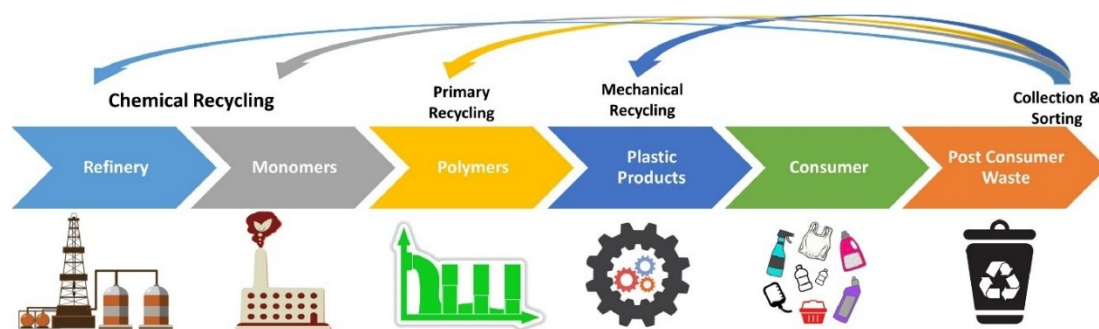 Chemical Recycling
Primary
Recycling
Mechanical
Recycling
Collection &
Sorting
Refinery
Monomers
Polymers
Plastic
Products
Consumer
Post Consumer
Waste